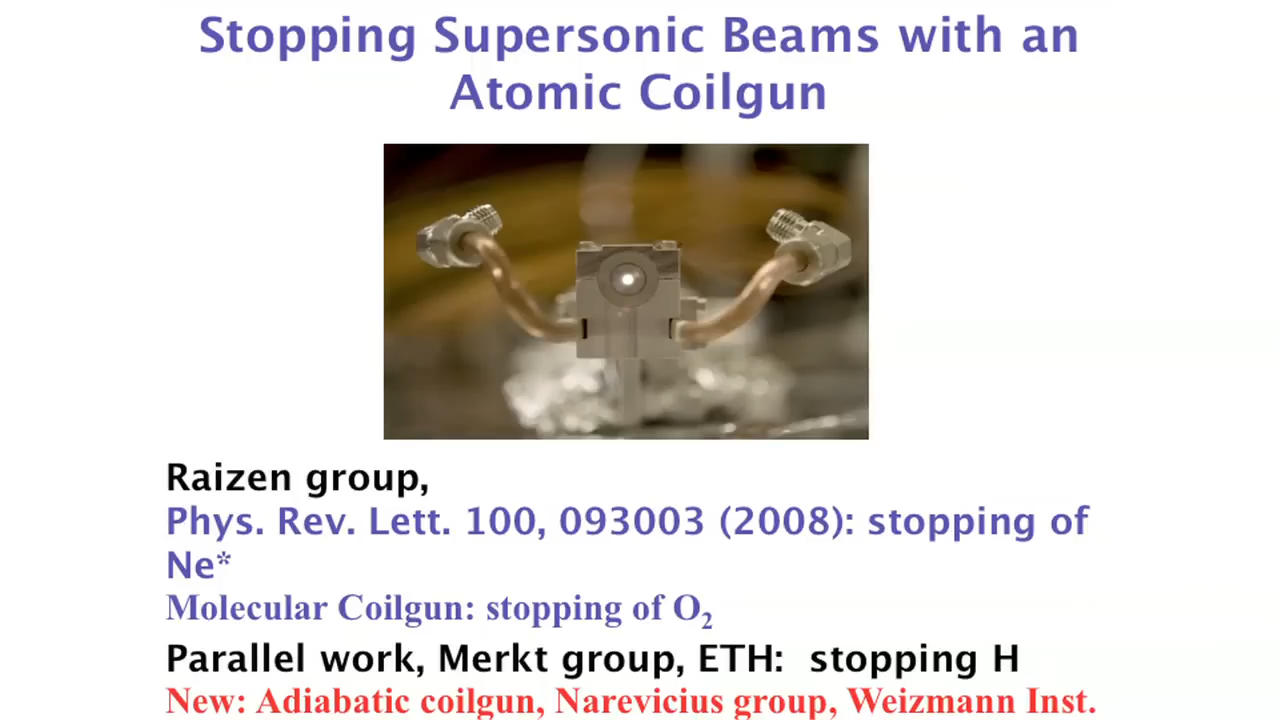 Stopping Supersonic Beams with an
Atomic Coilgun
Raizen group,
Phys. Rev. Lett. 100, 093003 (2008): stopping of
Ne*
Molecular Coilgun: stopping of O₂
Parallel work, Merkt group, ETH:  stopping H
New: Adiabatic coilgun, Narevicius group, Weizmann Inst.